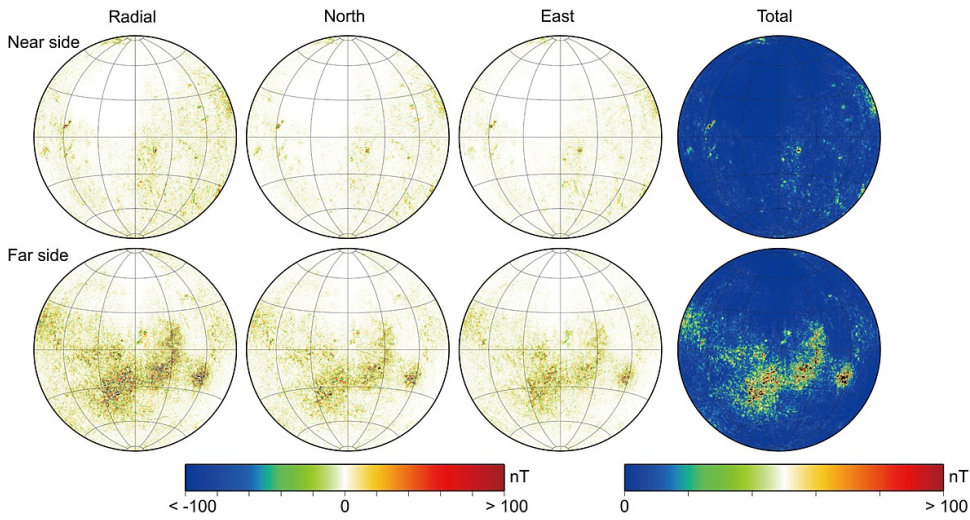 Radial North East Total
Near side
Far side
nT nT
< -100 0 > 100 0 > 100